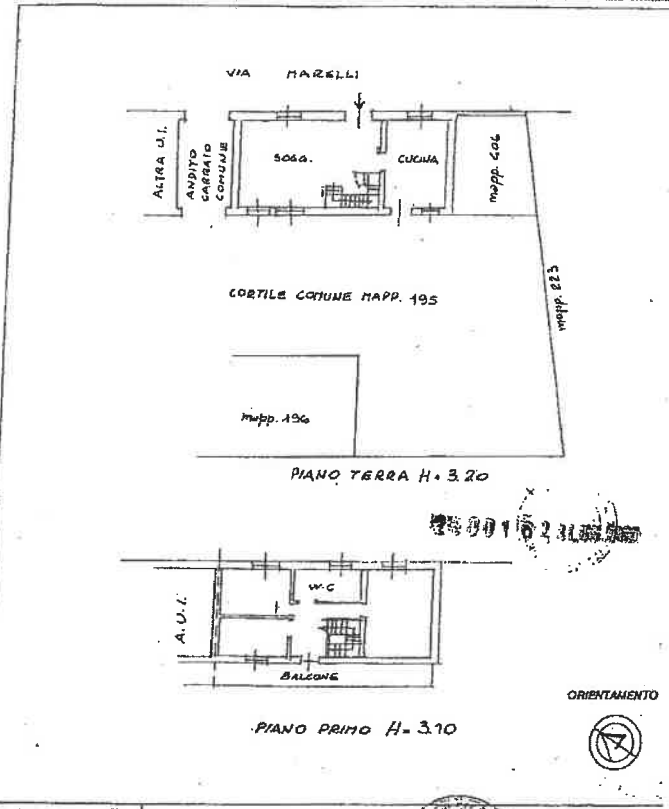 VIA MARELLI
ALTRA U.I.
ANDITO
CARRAIO
COMUNE
SOGG.
CUCINA
mapp. 606
mapp. 223
CORTILE COMUNE MAPP. 195
mapp. 196
PIANO TERRA H. 3.20
W.C
A.U.I.
BALCONE
ORIENTAMENTO
PIANO PRIMO H= 3.10